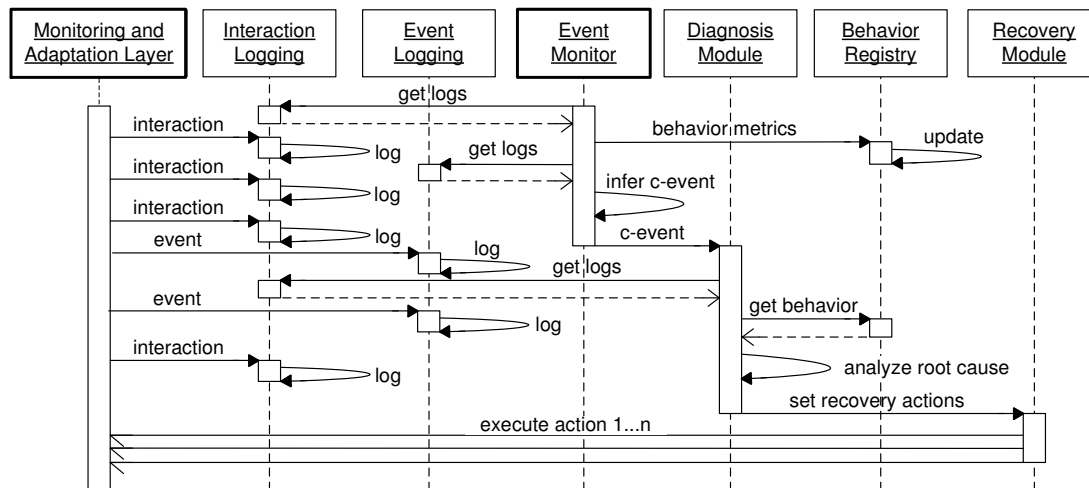 Monitoring and
Adaptation Layer
Interaction
Logging
Event
Logging
Event
Monitor
Diagnosis
Module
Behavior
Registry
Recovery
Module
get logs
interaction
behavior metrics
update
log
get logs
interaction
infer c-event
log
interaction
log
event
c-event
log
get logs
event
get behavior
log
interaction
analyze root cause
log
set recovery actions
execute action 1...n